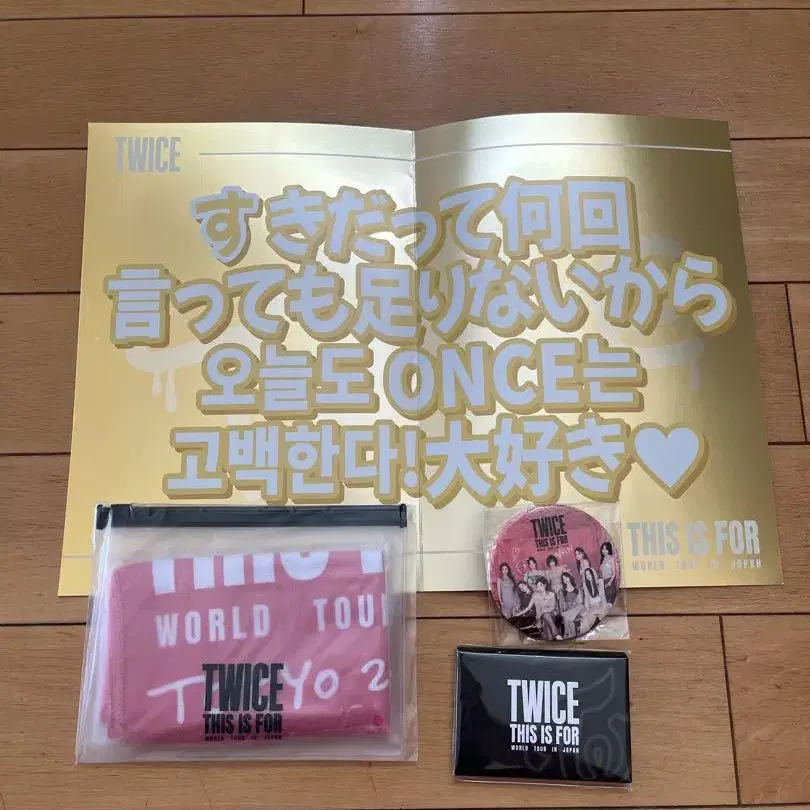 TWICE
すきだって何回
言っても足りないから
오늘도 ONCE는
고백한다!大好き♥
THIS IS FOR
WORLD TOUR IN JAPAN
WORLD TOU
TWICE
THIS IS FOR
WORLD TOUR IN JAPAN
TWICE
THIS IS FOR
TWICE
THIS IS FOR
WORLD TOUR IN JAPAN